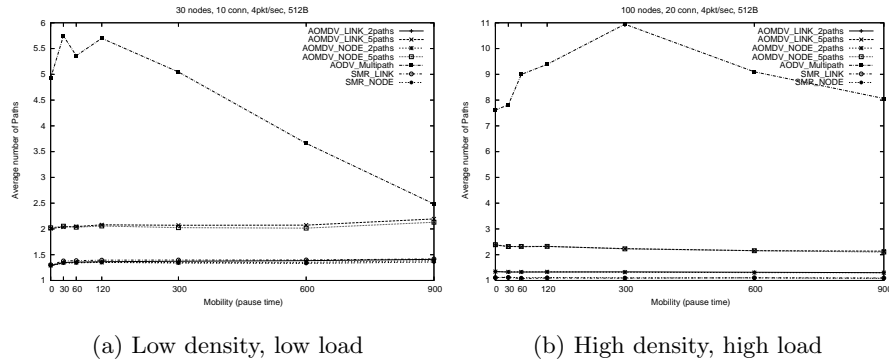 30 nodes, 10 conn, 4pkt/sec, 512B
6
5.5
5
4.5
4
3.5
3
2.5
2
1.5
1
Average number of Paths
AOMDV_LINK_2paths
AOMDV_LINK_5paths
AOMDV_NODE_2paths
AOMDV_NODE_5paths
AODV_Multipath
SMR_LINK
SMR_NODE
0 30 60 120 300 600 900
Mobility (pause time)
(a) Low density, low load
100 nodes, 20 conn, 4pkt/sec, 512B
11
10
9
8
7
6
5
4
3
2
1
Average number of Paths
AOMDV_LINK_2paths
AOMDV_LINK_5paths
AOMDV_NODE_2paths
AOMDV_NODE_5paths
AODV_Multipath
SMR_LINK
SMR_NODE
0 30 60 120 300 600 900
Mobility (pause time)
(b) High density, high load